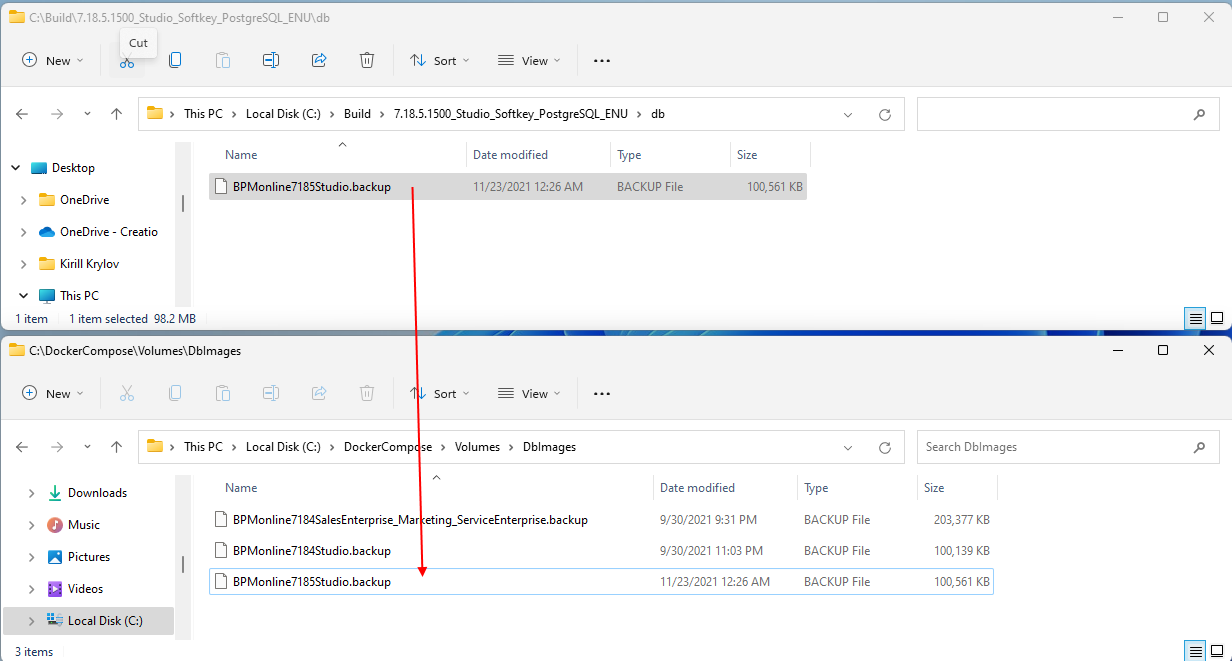 C:\Build\7.18.5.1500_Studio_Softkey_PostgreSQL_ENU\db
Cut
New
Sort
View
This PC > Local Disk (C:) > Build > 7.18.5.1500_Studio_Softkey_PostgreSQL_ENU > db
Name Date modified Type Size
Desktop
BPMonline7185Studio.backup 11/23/2021 12:26 AM BACKUP File 100,561 KB
OneDrive
OneDrive - Creatio
Kirill Krylov
This PC
1 item 1 item selected 98.2 MB
C:\DockerCompose\Volumes\DbImages
New
Sort
View
This PC > Local Disk (C:) > DockerCompose > Volumes > DbImages
Search DbImages
Name Date modified Type Size
Downloads
BPMonline7184SalesEnterprise_Marketing_ServiceEnterprise.backup 9/30/2021 9:31 PM BACKUP File 203,377 KB
Music
BPMonline7184Studio.backup 9/30/2021 11:03 PM BACKUP File 100,139 KB
Pictures
BPMonline7185Studio.backup 11/23/2021 12:26 AM BACKUP File 100,561 KB
Videos
Local Disk (C:)
3 items